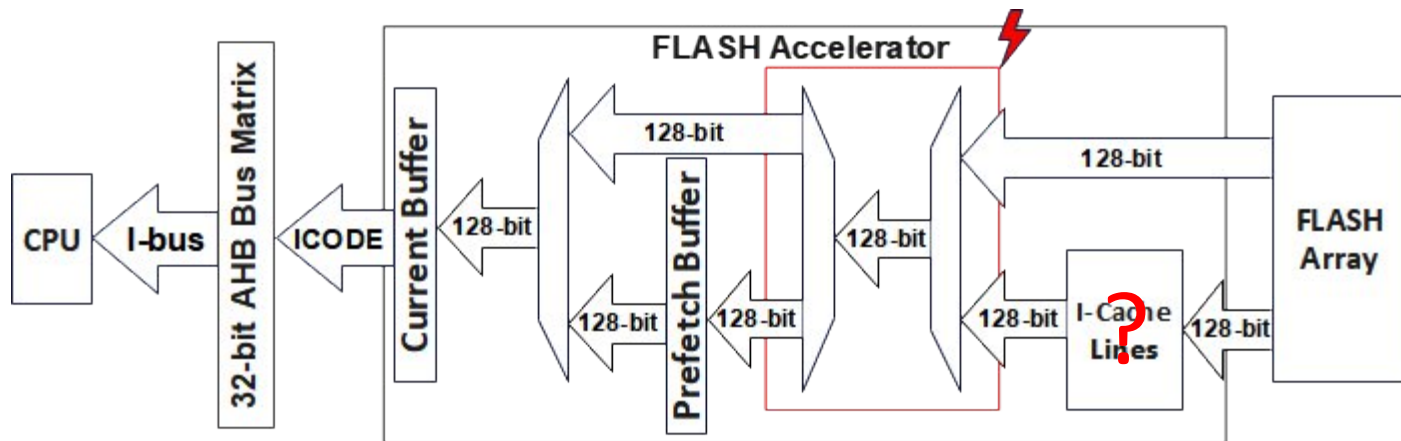 FLASH Accelerator
CPU
I-bus
32-bit AHB Bus Matrix
ICODE
Current Buffer
128-bit
128-bit
128-bit
Prefetch Buffer
128-bit
128-bit
128-bit
128-bit
I-Cache
Lines
?
128-bit
FLASH
Array